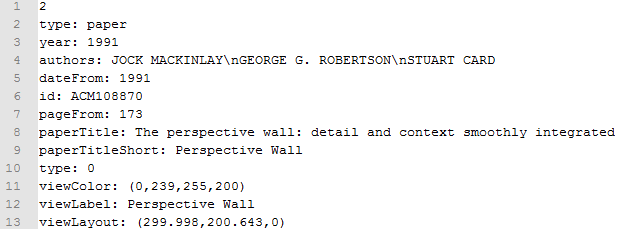 1 2
2 type: paper
3 year: 1991
4 authors: JOCK MACKINLAY\nGEORGE G. ROBERTSON\nSTUART CARD
5 dateFrom: 1991
6 id: ACM108870
7 pageFrom: 173
8 paperTitle: The perspective wall: detail and context smoothly integrated
9 paperTitleShort: Perspective Wall
10 type: 0
11 viewColor: (0,239,255,200)
12 viewLabel: Perspective Wall
13 viewLayout: (299.998,200.643,0)